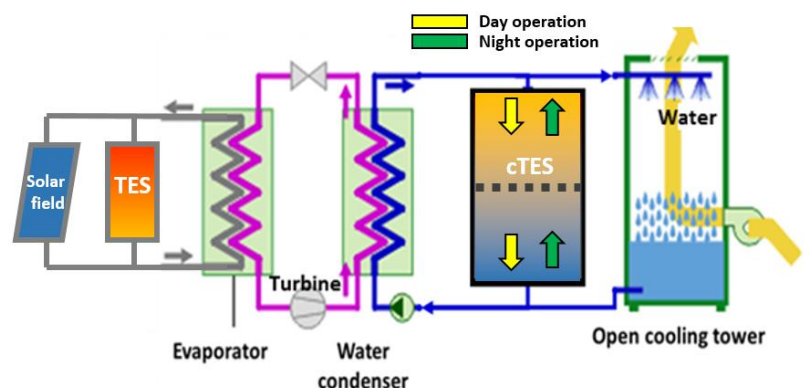 Day operation
Night operation
Solar
field
TES
cTES
Water
Turbine
Evaporator
Water
condenser
Open cooling tower